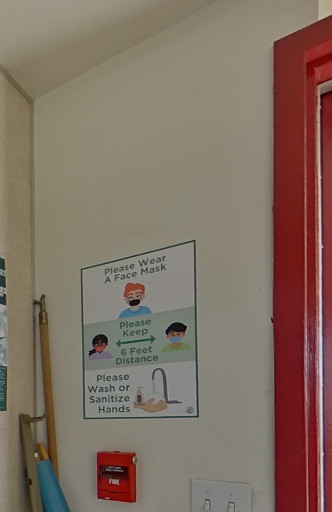 Please Wear
A Face Mask
Please
Keep
6 Feet
Distance
Please
Wash or
Sanitize
Hands
FIRE